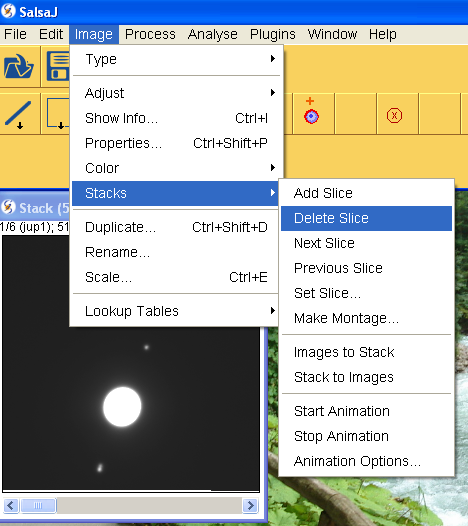 SalsaJ
File Edit Image Process Analyse Plugins Window Help
Type
Adjust
Show Info... Ctrl+I
Properties... Ctrl+Shift+P
Color
Stacks
Duplicate... Ctrl+Shift+D
Rename...
Scale... Ctrl+E
Lookup Tables
Add Slice
Delete Slice
Next Slice
Previous Slice
Set Slice...
Make Montage...
Images to Stack
Stack to Images
Start Animation
Stop Animation
Animation Options...
Stack (5
1/6 (jup1); 51